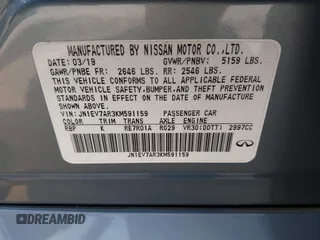 MANUFACTURED BY NISSAN MOTOR CO.,LTD.
DATE: 03/19 GVWR/PNBV: 5159 LBS.
GAWR/PNBE FR: 2646 LBS. RR: 2546 LBS.
THIS VEHICLE CONFORMS TO ALL APPLICABLE FEDERAL
MOTOR VEHICLE SAFETY, BUMPER, AND THEFT PREVENTION
STANDARDS IN EFFECT ON THE DATE OF MANUFACTURE
SHOWN ABOVE.
VIN: JN1EV7AR3KM591159 PASSENGER CAR
COLOR TRIM TRANS AXLE ENGINE
RBP K RE7R01A RG29 VR30(DDTT) 2997CC
JN1EV7AR3KM591159
INFINITI
AUTOBIDMASTER